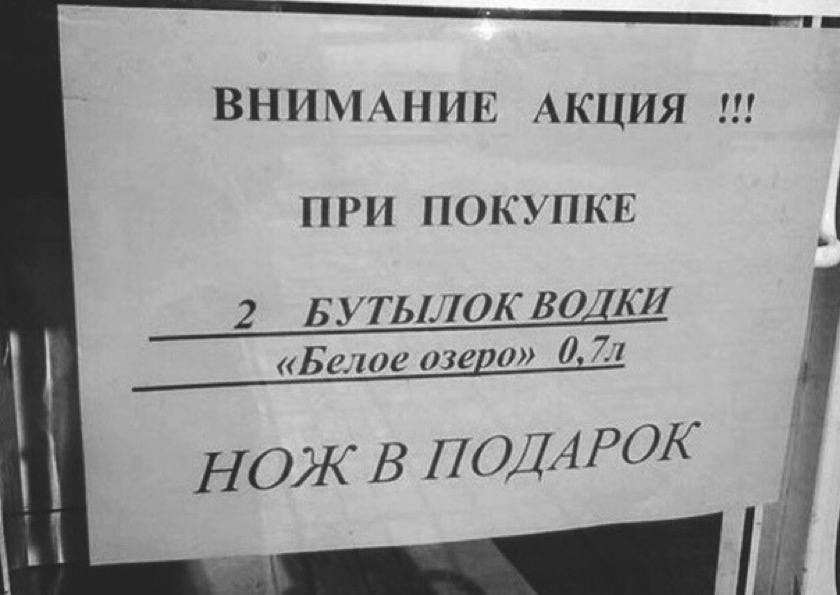 ВНИМАНИЕ АКЦИЯ !!!
ПРИ ПОКУПКЕ
2 БУТЫЛОК ВОДКИ
«Белое озеро» 0,7л
НОЖ В ПОДАРОК